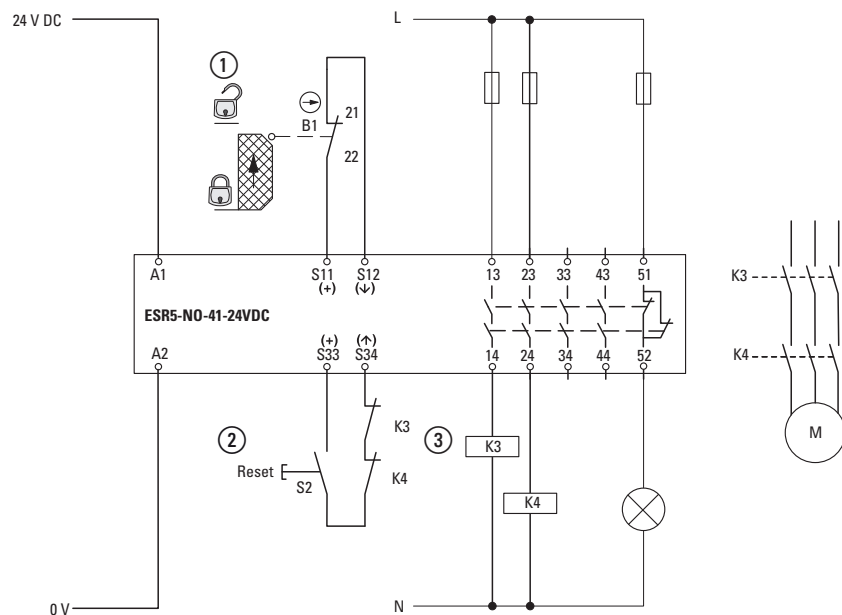 24 V DC
L
1
21
B1
22
A1
S11
(+)
S12
(↓)
13
23
33
43
51
K3
ESR5-NO-41-24VDC
A2
(+)
S33
(↑)
S34
14
24
34
44
52
K4
M
2
K3
3
K3
Reset
S2
K4
K4
0 V
N